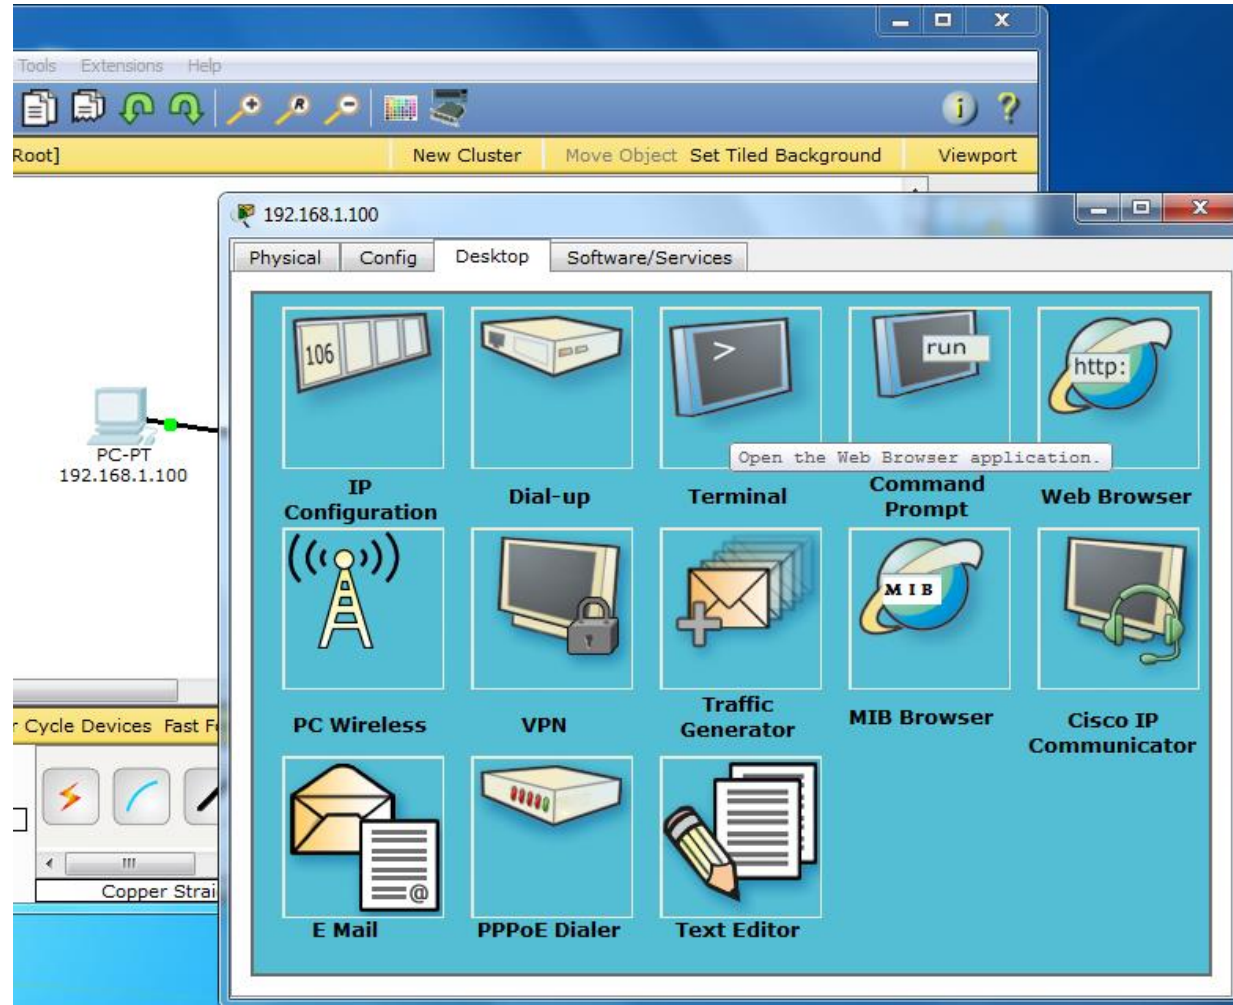 Tools Extensions Help
i ?
Root] New Cluster Move Object Set Tiled Background Viewport
192.168.1.100
Physical Config Desktop Software/Services
106
>
run
http:
Open the Web Browser application.
IP
Configuration
Dial-up
Terminal
Command
Prompt
Web Browser
PC-PT
192.168.1.100
MIB
PC Wireless
VPN
Traffic
Generator
MIB Browser
Cisco IP
Communicator
Cycle Devices Fast
@
Copper Strai
E Mail
PPPoE Dialer
Text Editor